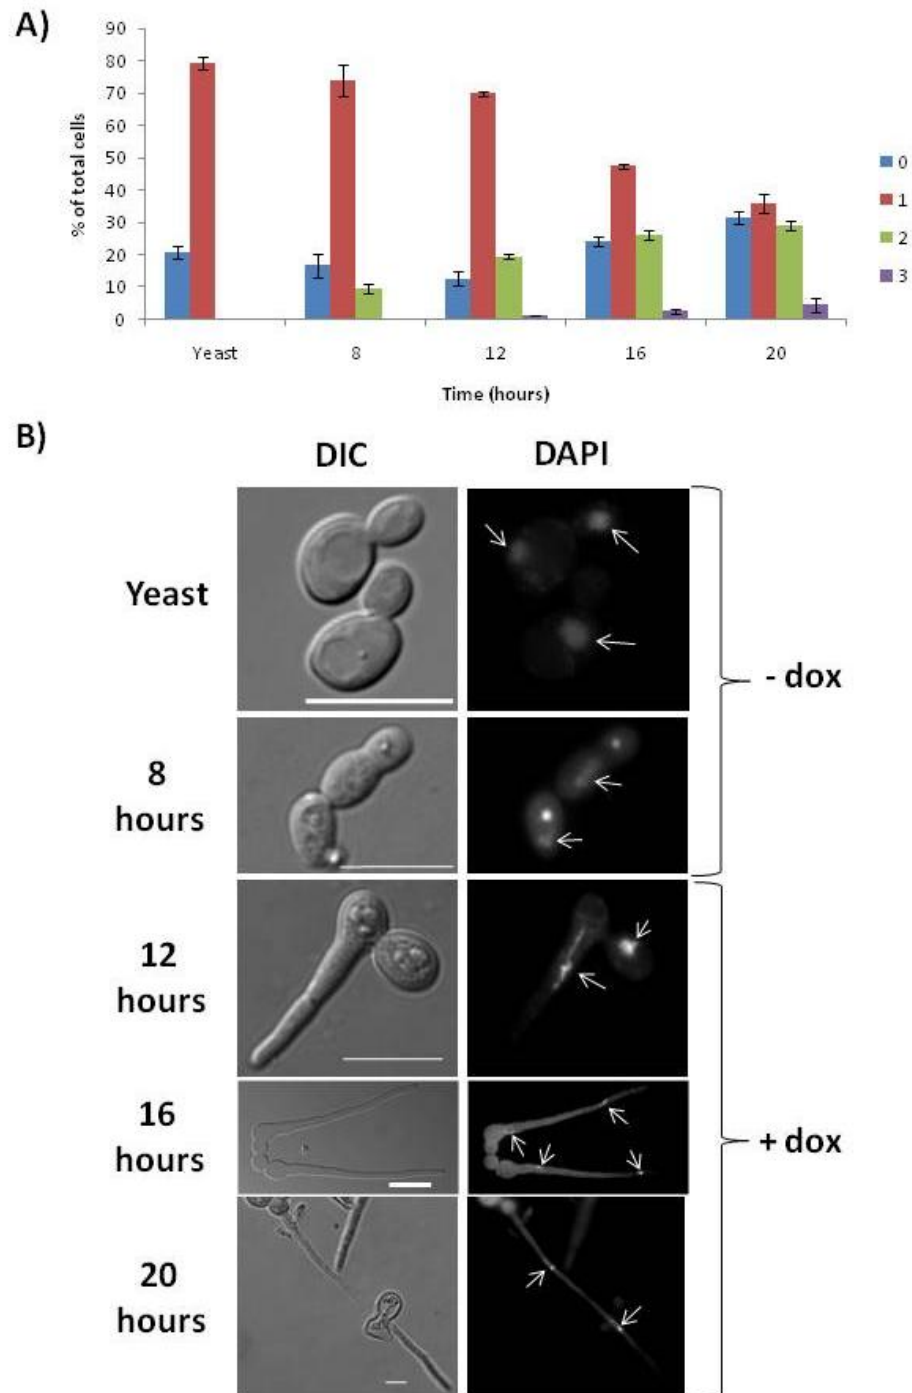 A)
% of total cells
90
80
70
60
50
40
30
20
10
0
Yeast 8 12 16 20
Time (hours)
0
1
2
3
B)
DIC DAPI
Yeast
- dox
8
hours
12
hours
16
hours
+ dox
20
hours